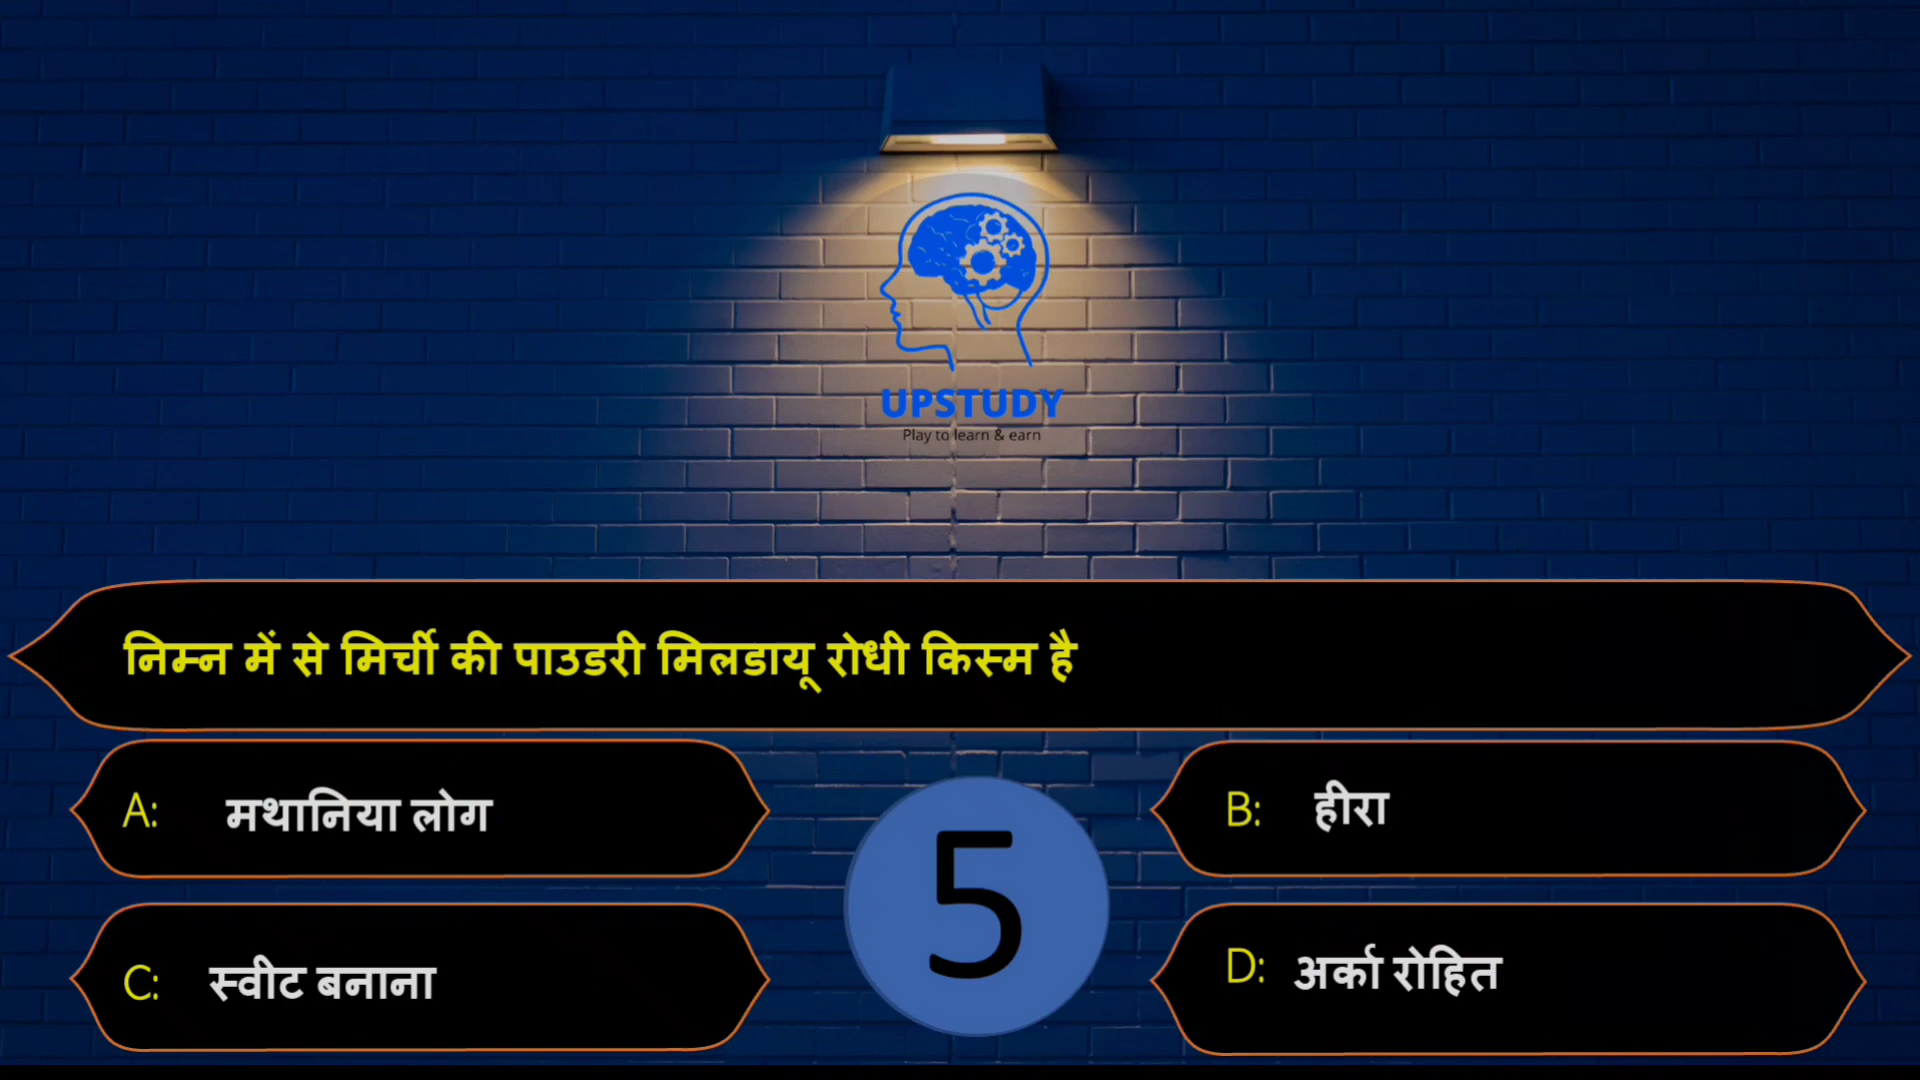 UPSTUDY
Play to learn & earn
निम्न में से मिर्ची की पाउडरी मिलडायू रोधी किस्म है
A: मथानिया लोग
B: हीरा
5
C: स्वीट बनाना
D: अर्का रोहित